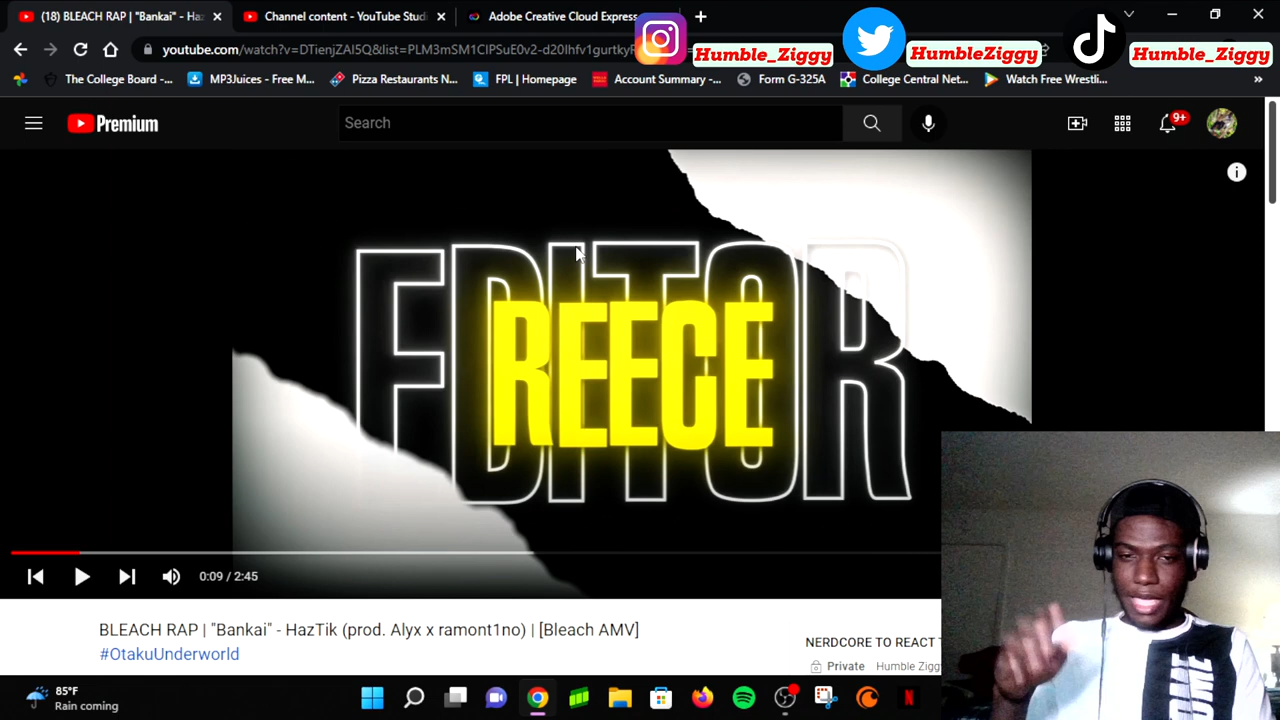 (18) BLEACH RAP | "Bankai" - Haz
Channel content - YouTube Studi
Adobe Creative Cloud Express
Humble_Ziggy
HumbleZiggy
Humble_Ziggy
youtube.com/watch?v=DTienjZAI5Q&list=PLM3mSM1CIPSuE0v2-d20lhfv1gurtkyR
The College Board -...
MP3Juices - Free M...
Pizza Restaurants N...
FPL | Homepage
Account Summary -...
Form G-325A
College Central Net...
Watch Free Wrestli...
»
Premium
Search
9+
EDITOR
REECE
0:09 / 2:45
BLEACH RAP | "Bankai" - HazTik (prod. Alyx x ramont1no) | [Bleach AMV]
#OtakuUnderworld
NERDCORE TO REACT T
Private Humble Zigg
85°F
Rain coming